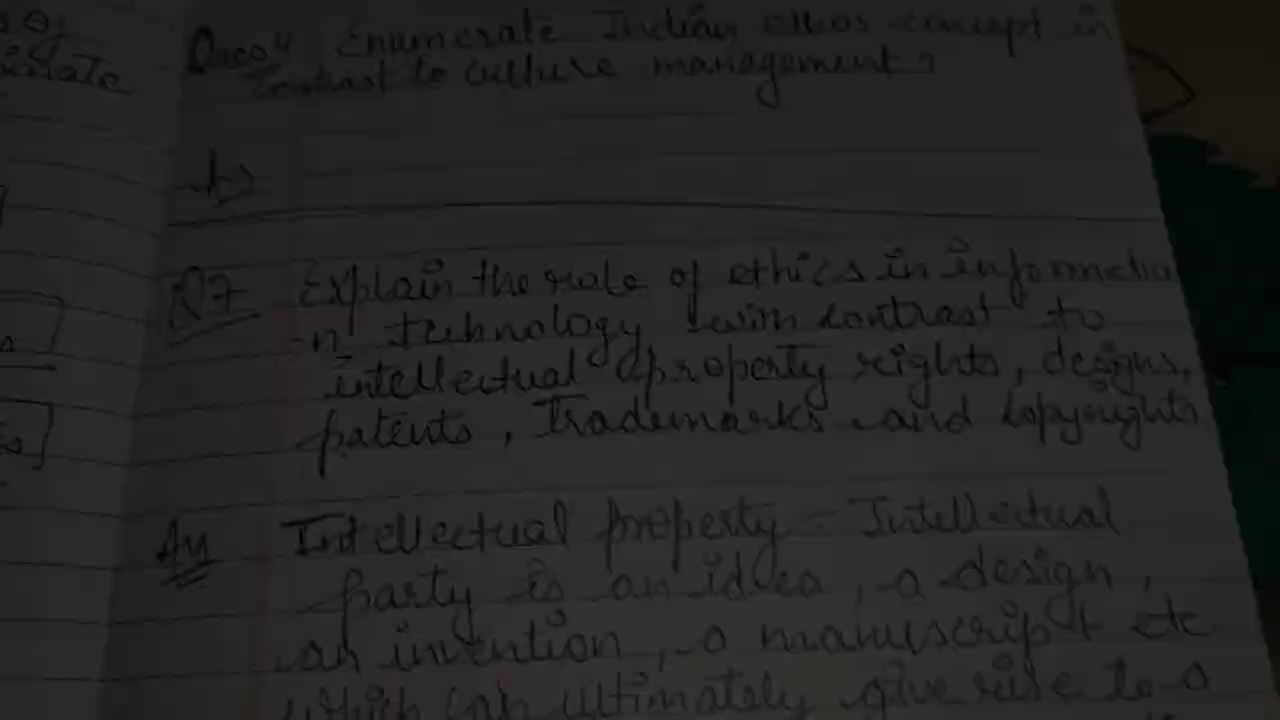 Ques 4 Enumerate Indian ethos concept in
contrast to culture management?
Q7 Explain the role of ethics in informatio
-n technology with contrast to
intellectual property rights, designs,
patents, Trademarks and copyrights
Intellectual property - Intellectual
party is an idea, a design,
an invention, a manuscript etc
which can ultimately give rise to a